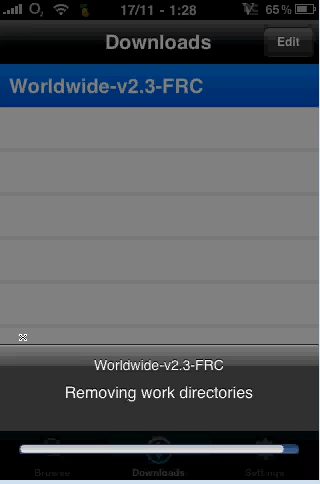 O₂ 17/11 - 1:28 65%
Downloads Edit
Worldwide-v2.3-FRC
Worldwide-v2.3-FRC
Removing work directories
Browse Downloads Settings